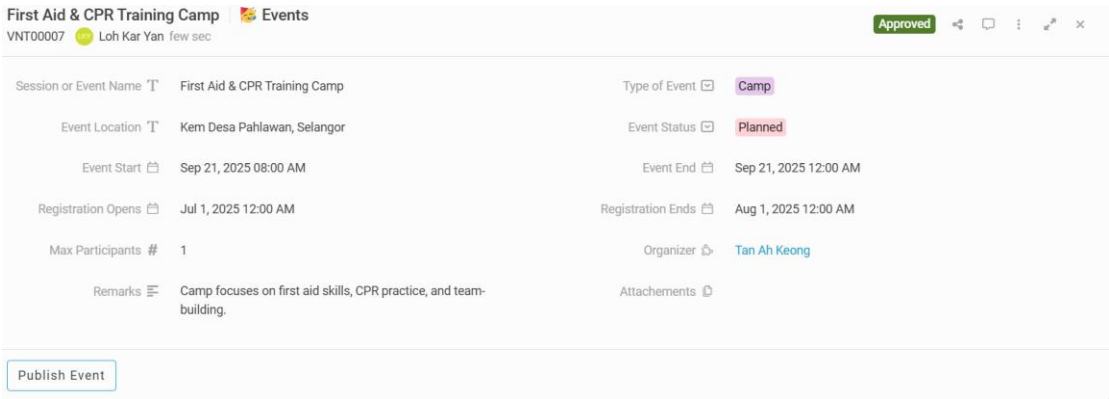 First Aid & CPR Training Camp Events
Approved
VNT00007 Loh Kar Yan few sec
Session or Event Name First Aid & CPR Training Camp
Type of Event Camp
Event Location Kem Desa Pahlawan, Selangor
Event Status Planned
Event Start Sep 21, 2025 08:00 AM
Event End Sep 21, 2025 12:00 AM
Registration Opens Jul 1, 2025 12:00 AM
Registration Ends Aug 1, 2025 12:00 AM
Max Participants # 1
Organizer Tan Ah Keong
Remarks Camp focuses on first aid skills, CPR practice, and team-
building.
Attachements
Publish Event